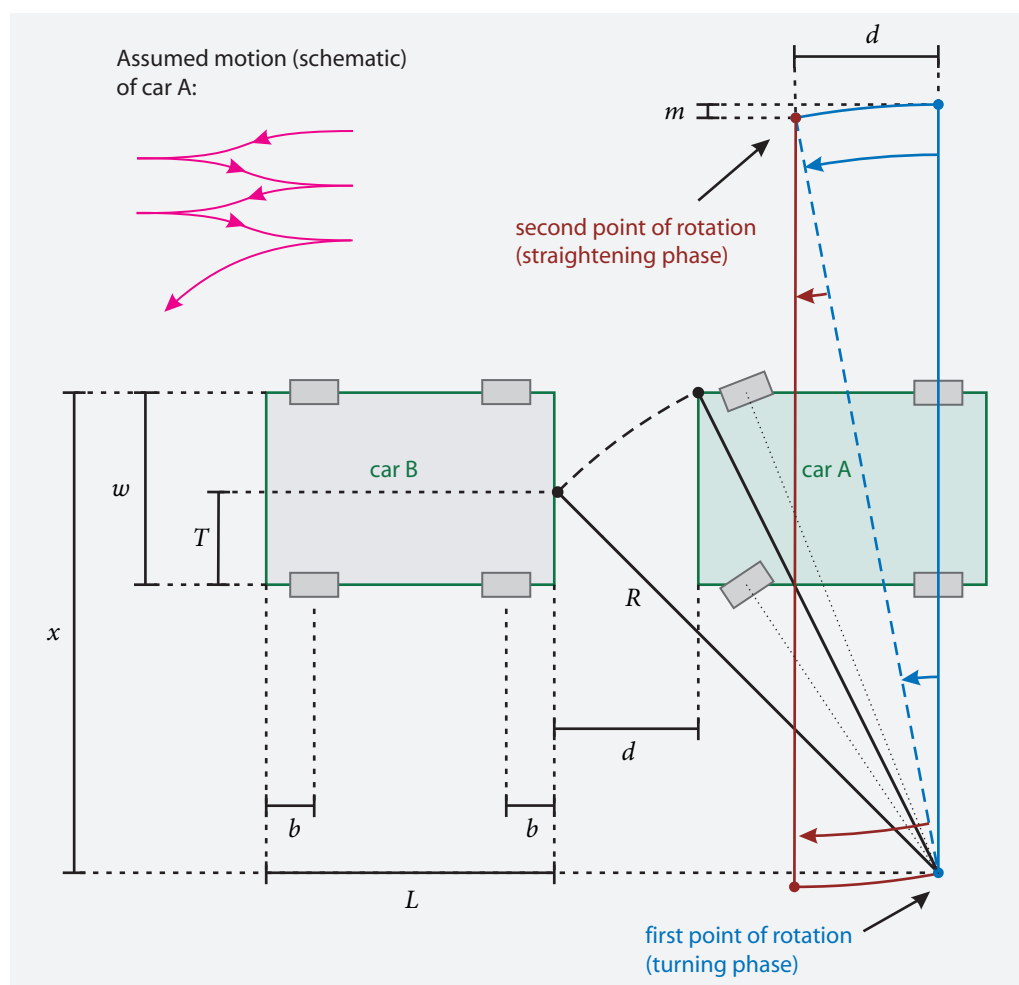 Assumed motion (schematic)
of car A:
d
m
second point of rotation
(straightening phase)
w
car B
car A
T
R
x
d
b
b
L
first point of rotation
(turning phase)